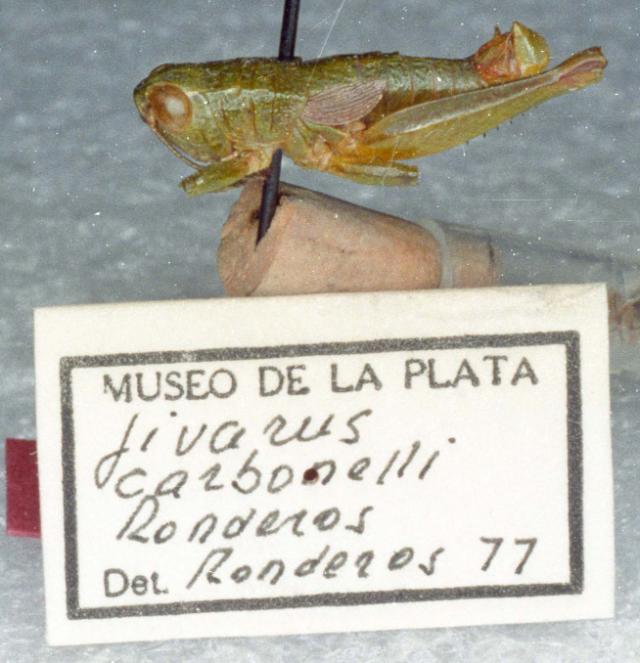 MUSEO DE LA PLATA
Jivarus
carbonelli
Ronderos
Det. Ronderos 77